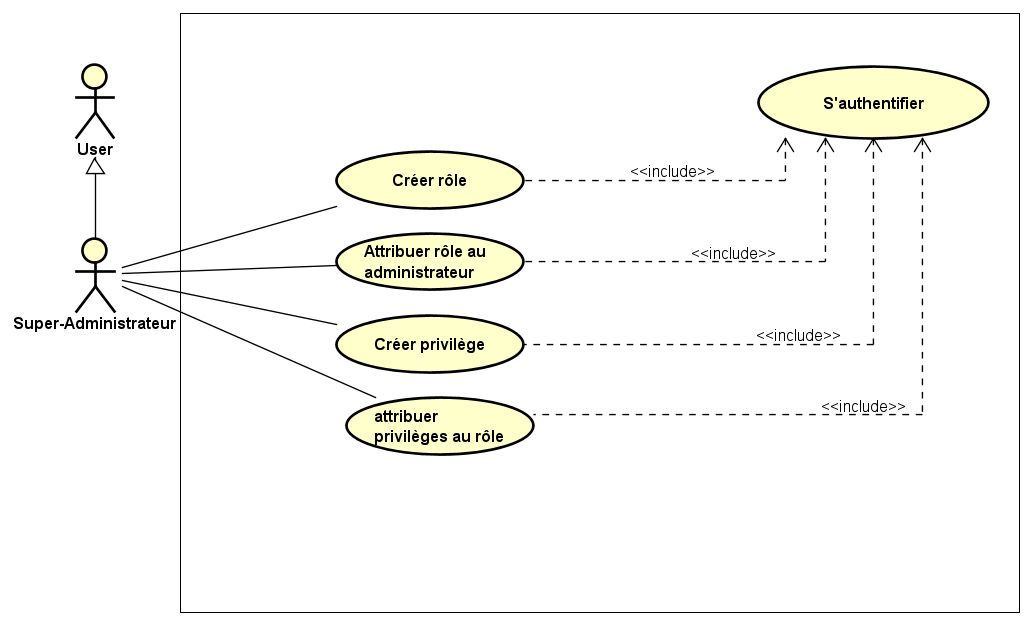 S'authentifier
User
Créer rôle
<<include>>
Attribuer rôle au
administrateur
<<include>>
Super-Administrateur
Créer privilège
<<include>>
attribuer
privilèges au rôle
<<include>>